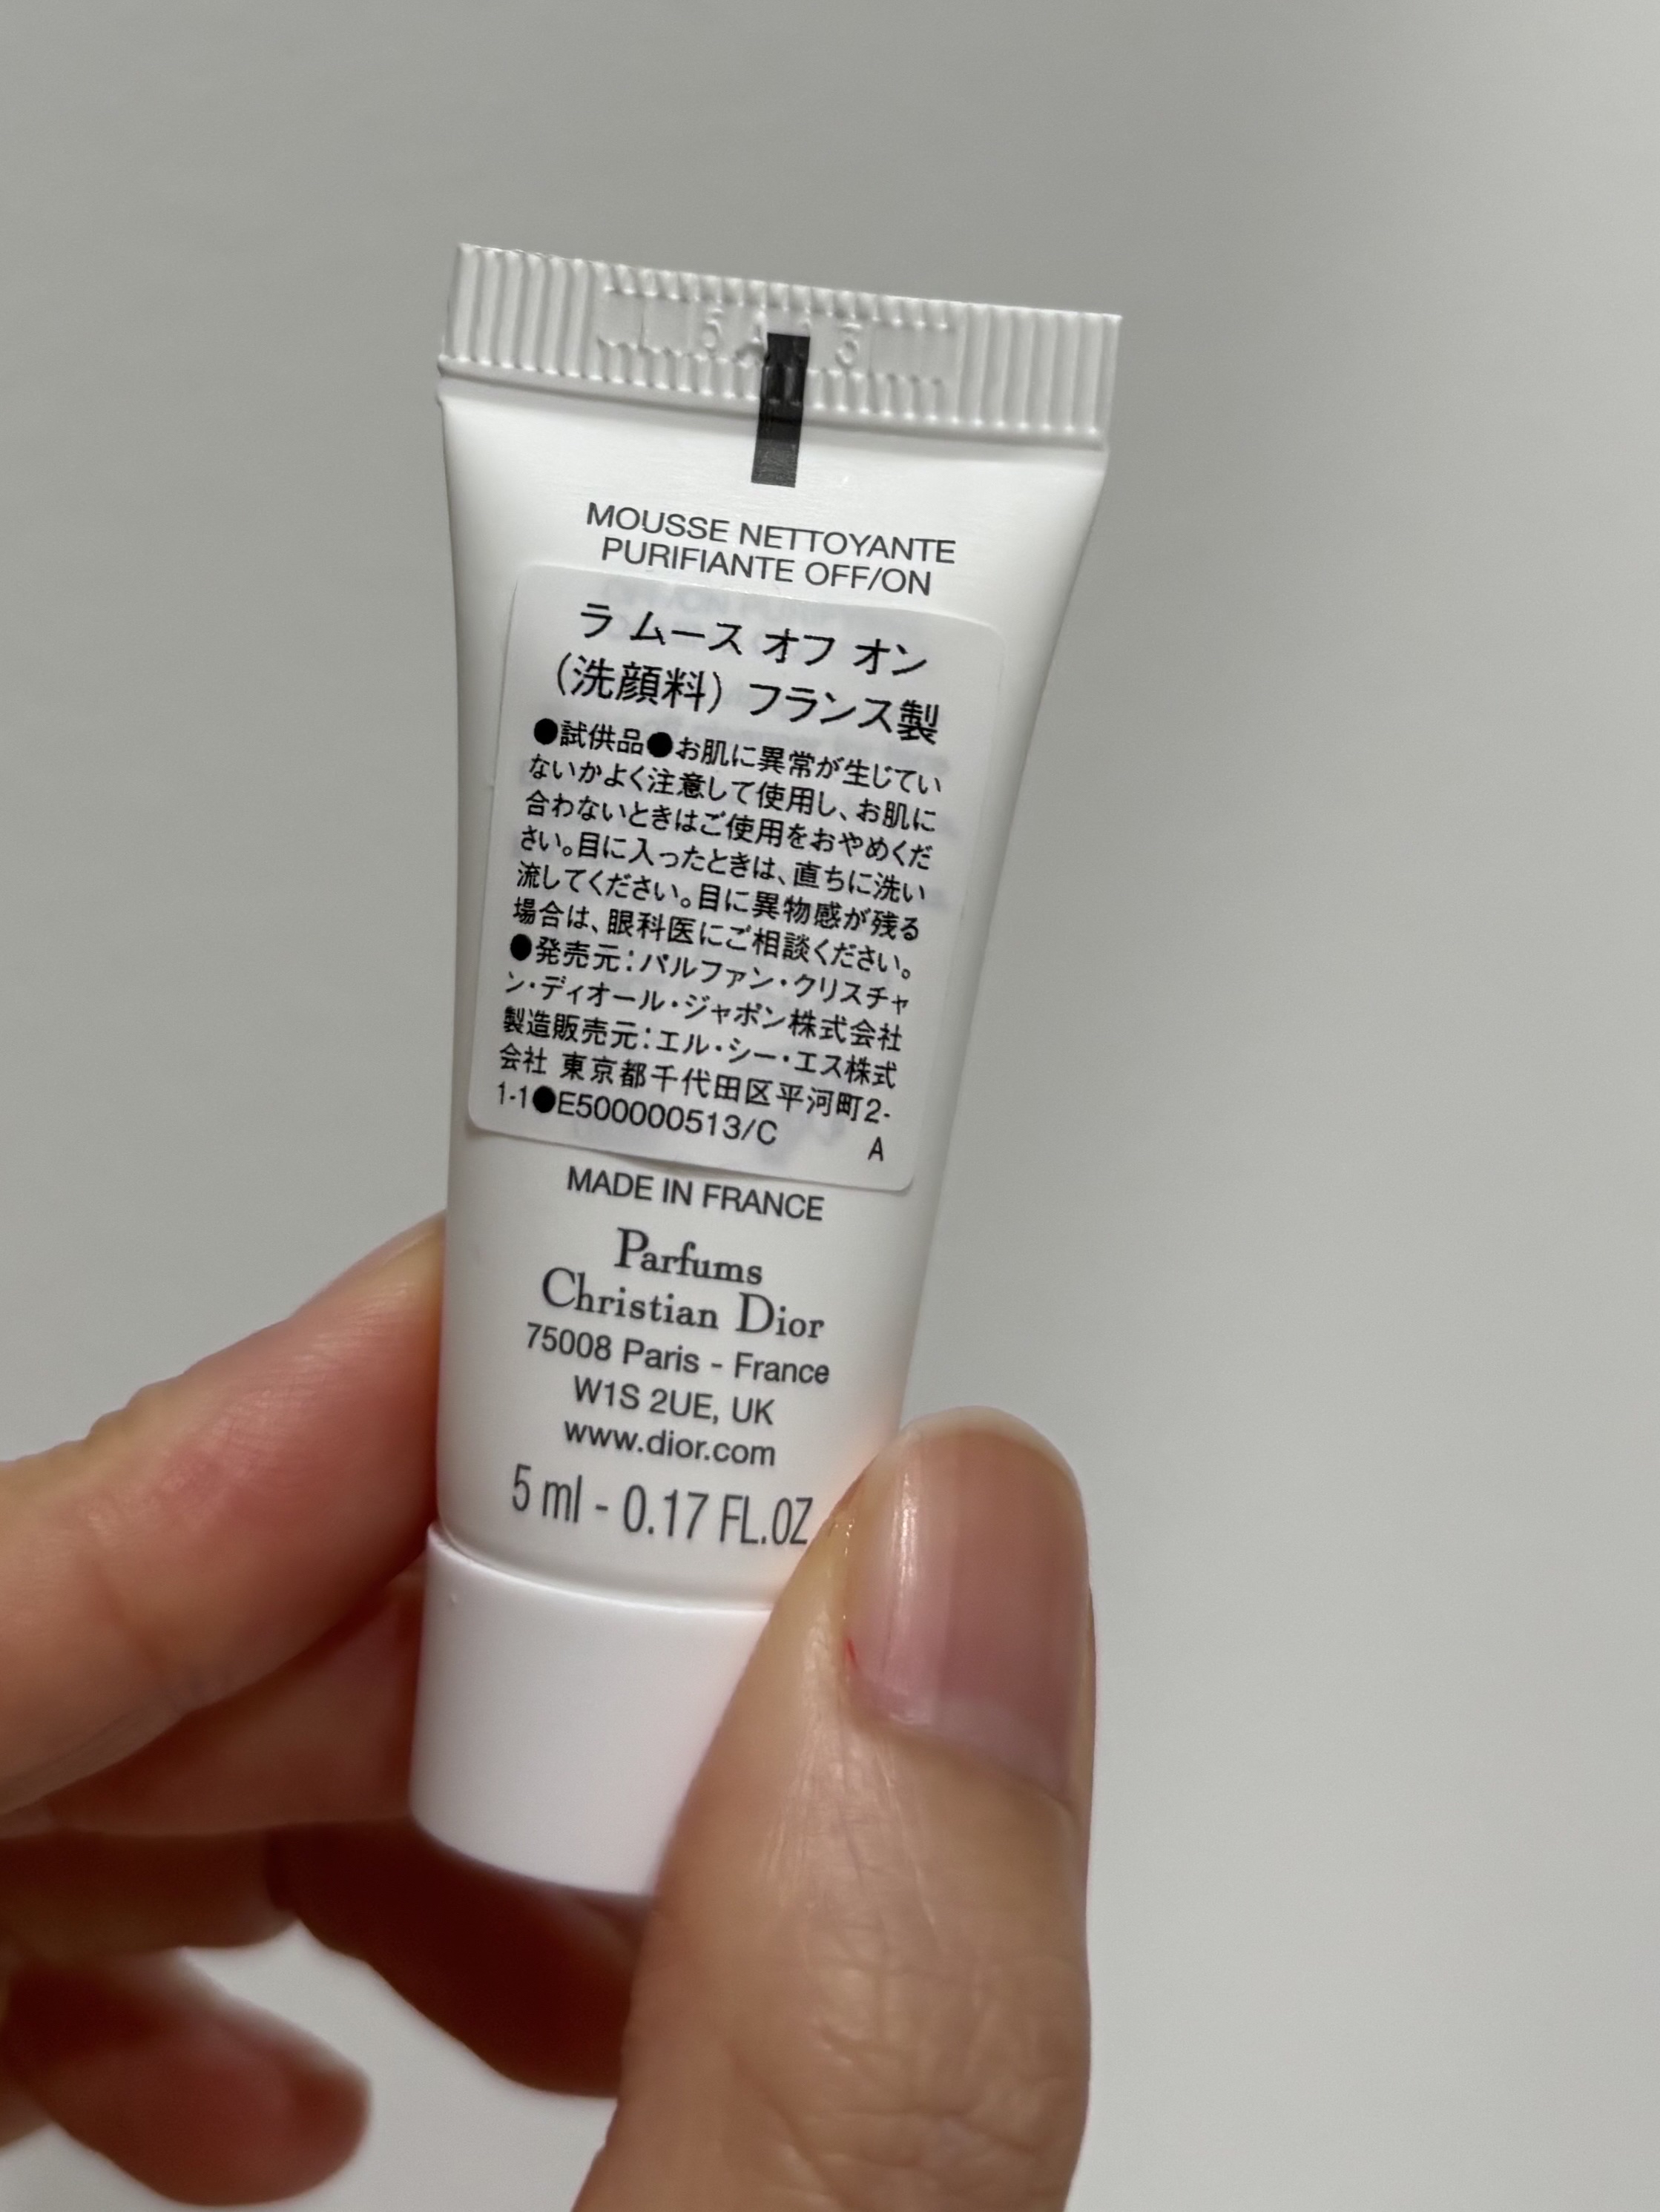 MOUSSE NETTOYANTE
PURIFIANTE OFF/ON
ラ ムース オフ オン
（洗顔料）フランス製
●試供品●お肌に異常が生じてい
ないかよく注意して使用し、お肌に
合わないときはご使用をおやめくだ
さい。目に入ったときは、直ちに洗い
流してください。目に異物感が残る
場合は、眼科医にご相談ください。
●発売元：パルファン・クリスチャ
ン・ディオール・ジャポン株式会社
製造販売元：エル・シー・エス株式
会社 東京都千代田区平河町2-
1-1●E500000513/C A
MADE IN FRANCE
Parfums
Christian Dior
75008 Paris - France
W1S 2UE, UK
www.dior.com
5 ml - 0.17 FL.OZ